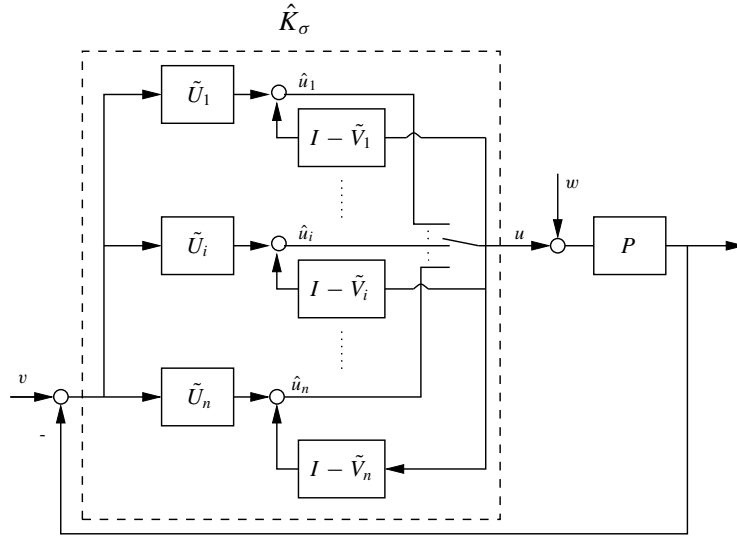 K̂_σ
Ũ_1
û_1
I − Ṽ_1
w
Ũ_i
û_i
u
P
I − Ṽ_i
v
Ũ_n
û_n
-
I − Ṽ_n